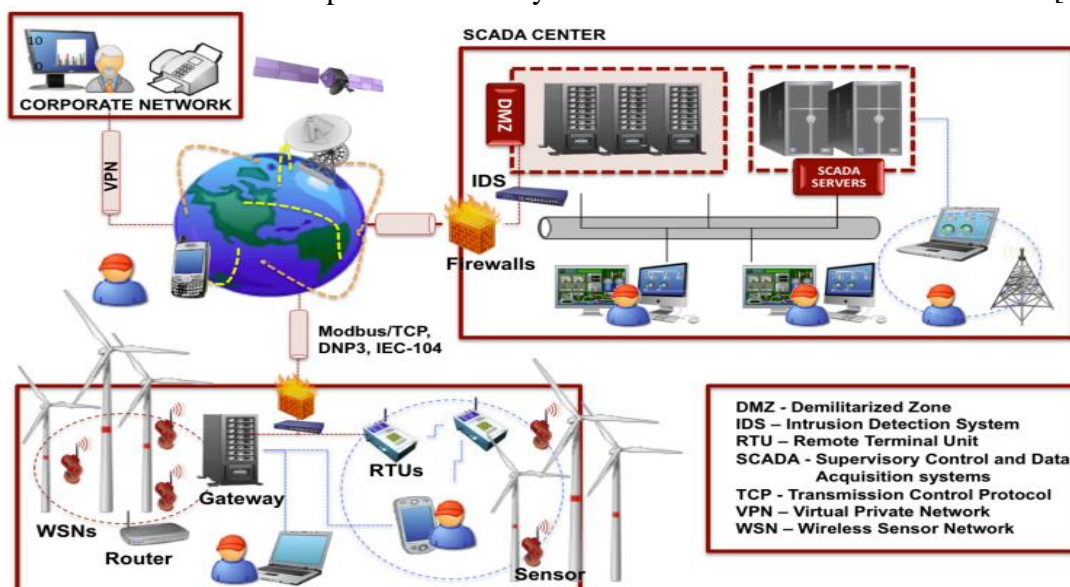 [
SCADA CENTER
10
0
CORPORATE NETWORK
DMZ
VPN
IDS
SCADA
SERVERS
Firewalls
Modbus/TCP,
DNP3, IEC-104
RTUs
Gateway
WSNs
Router
Sensor
DMZ - Demilitarized Zone
IDS – Intrusion Detection System
RTU – Remote Terminal Unit
SCADA - Supervisory Control and Data
Acquisition systems
TCP - Transmission Control Protocol
VPN – Virtual Private Network
WSN – Wireless Sensor Network